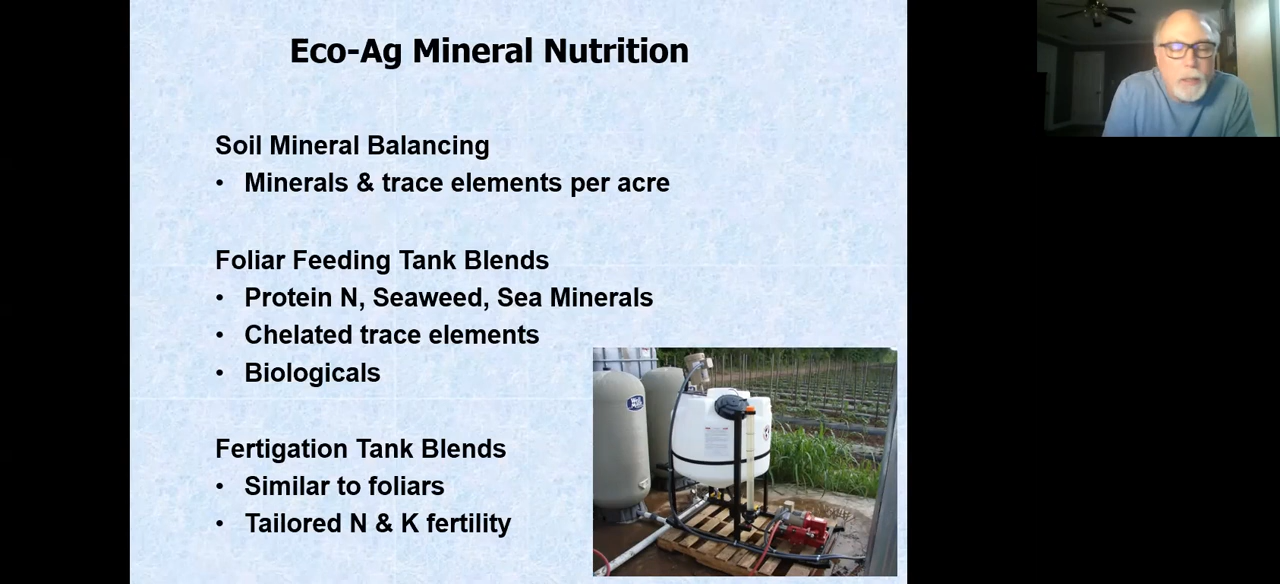 Eco-Ag Mineral Nutrition
Soil Mineral Balancing
• Minerals & trace elements per acre
Foliar Feeding Tank Blends
• Protein N, Seaweed, Sea Minerals
• Chelated trace elements
• Biologicals
Fertigation Tank Blends
• Similar to foliars
• Tailored N & K fertility